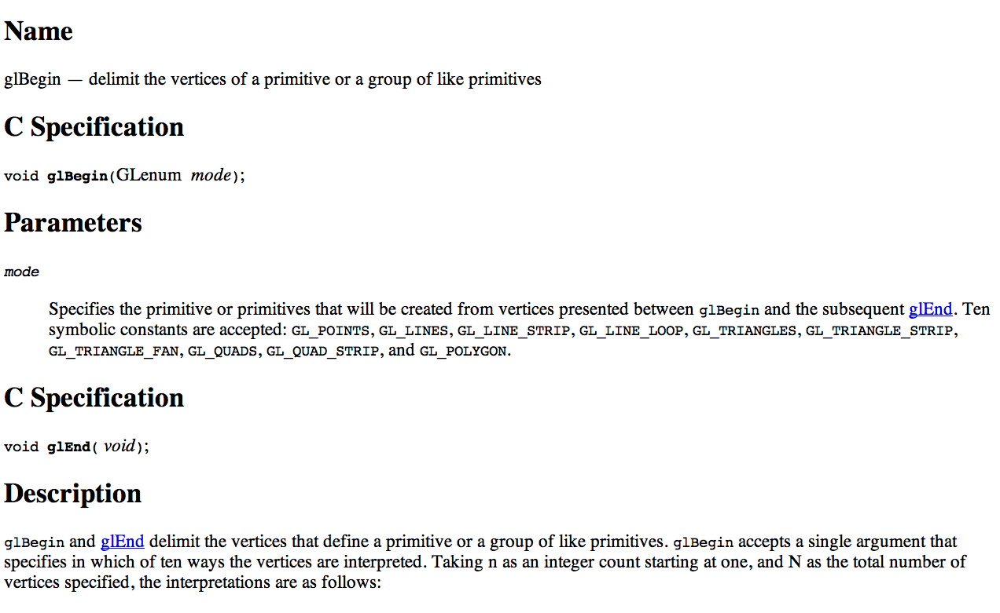 Name
glBegin — delimit the vertices of a primitive or a group of like primitives
C Specification
void glBegin(GLenum mode);
Parameters
mode
Specifies the primitive or primitives that will be created from vertices presented between glBegin and the subsequent glEnd. Ten
symbolic constants are accepted: GL_POINTS, GL_LINES, GL_LINE_STRIP, GL_LINE_LOOP, GL_TRIANGLES, GL_TRIANGLE_STRIP,
GL_TRIANGLE_FAN, GL_QUADS, GL_QUAD_STRIP, and GL_POLYGON.
C Specification
void glEnd( void);
Description
glBegin and glEnd delimit the vertices that define a primitive or a group of like primitives. glBegin accepts a single argument that
specifies in which of ten ways the vertices are interpreted. Taking n as an integer count starting at one, and N as the total number of
vertices specified, the interpretations are as follows: